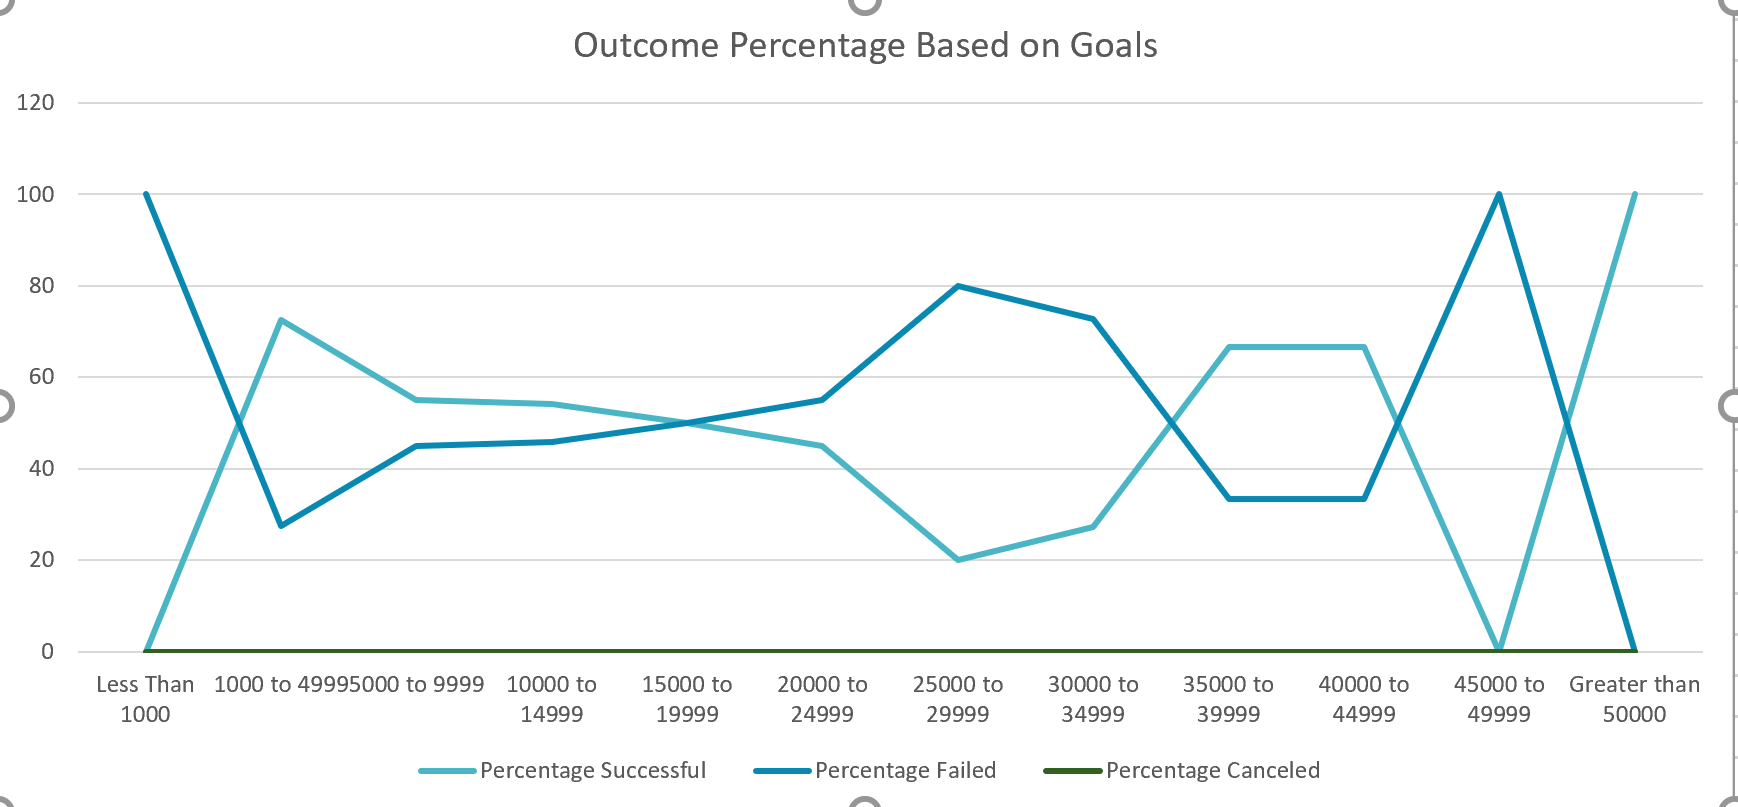 Outcome Percentage Based on Goals
120
100
80
60
40
20
0
Less Than
1000
1000 to 4999
5000 to 9999
10000 to
14999
15000 to
19999
20000 to
24999
25000 to
29999
30000 to
34999
35000 to
39999
40000 to
44999
45000 to
49999
Greater than
50000
Percentage Successful
Percentage Failed
Percentage Canceled